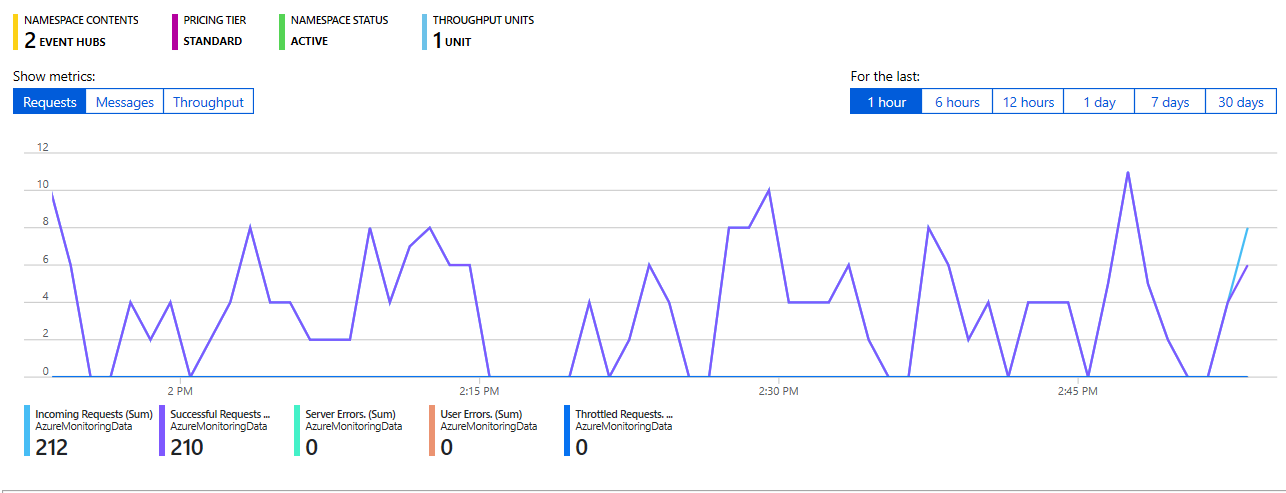 NAMESPACE CONTENTS
2 EVENT HUBS
PRICING TIER
STANDARD
NAMESPACE STATUS
ACTIVE
THROUGHPUT UNITS
1 UNIT
Show metrics:
Requests Messages Throughput
For the last:
1 hour 6 hours 12 hours 1 day 7 days 30 days
12
10
8
6
4
2
0
2 PM 2:15 PM 2:30 PM 2:45 PM
Incoming Requests (Sum)
AzureMonitoringData
212
Successful Requests ...
AzureMonitoringData
210
Server Errors. (Sum)
AzureMonitoringData
0
User Errors. (Sum)
AzureMonitoringData
0
Throttled Requests. ...
AzureMonitoringData
0